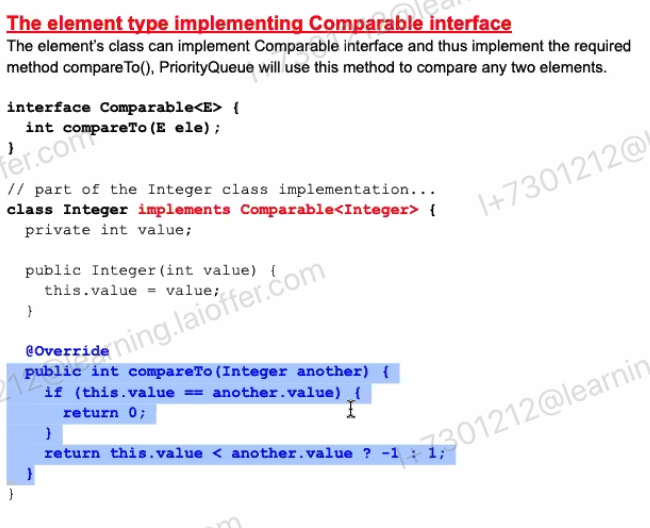 The element type implementing Comparable interface
The element's class can implement Comparable interface and thus implement the required
method compareTo(), PriorityQueue will use this method to compare any two elements.
interface Comparable<E> {
int compareTo(E ele);
}
// part of the Integer class implementation...
class Integer implements Comparable<Integer> {
private int value;
public Integer(int value) {
this.value = value;
}
@Override
public int compareTo(Integer another) {
if (this.value == another.value) {
return 0;
}
return this.value < another.value ? -1 : 1;
}
}
fer.com
l+7301212@
212@learning.laioffer.com
l+7301212@learnin